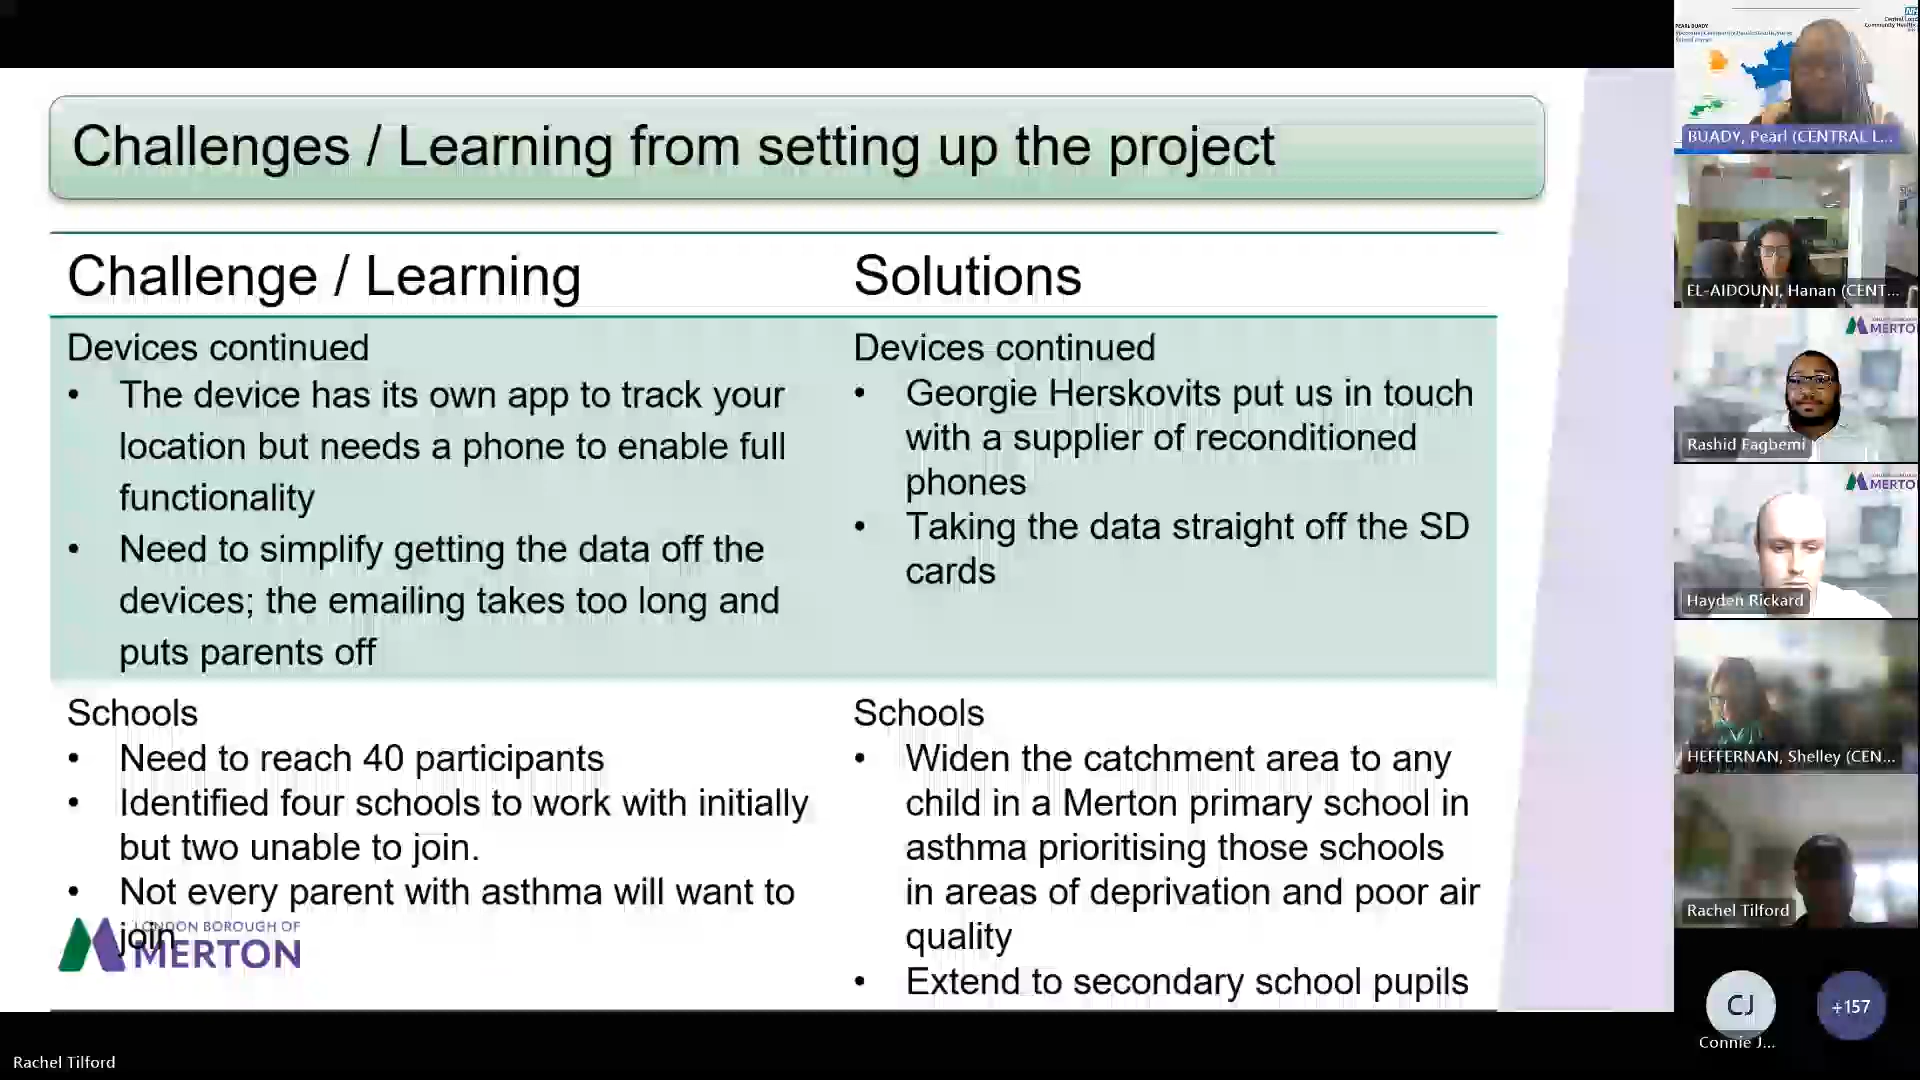 Challenges / Learning from setting up the project
Challenge / Learning
Solutions
Devices continued
• The device has its own app to track your
location but needs a phone to enable full
functionality
• Need to simplify getting the data off the
devices; the emailing takes too long and
puts parents off
Devices continued
• Georgie Herskovits put us in touch
with a supplier of reconditioned
phones
• Taking the data straight off the SD
cards
Schools
• Need to reach 40 participants
• Identified four schools to work with initially
but two unable to join.
• Not every parent with asthma will want to
join
Schools
• Widen the catchment area to any
child in a Merton primary school in
asthma prioritising those schools
in areas of deprivation and poor air
quality
• Extend to secondary school pupils
LONDON BOROUGH OF
MERTON
Rachel Tilford
PEARL BUADY
NH
BUADY, Pearl (CENTRAL L...
EL-AIDOUNI, Hanan (CENT...
MERTO
Rashid Fagbemi
MERTO
Hayden Rickard
HEFFERNAN, Shelley (CEN...
Rachel Tilford
CJ
Connie J...
+157